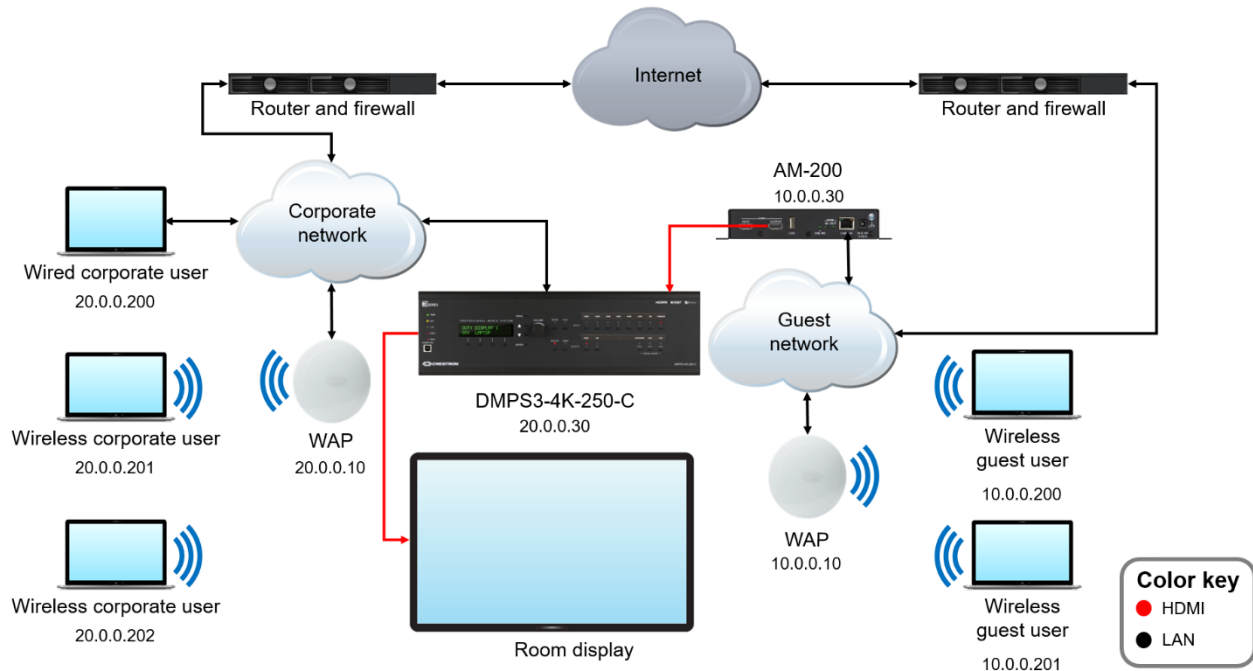 Internet
Router and firewall
Router and firewall
AM-200
10.0.0.30
Corporate
network
Wired corporate user
20.0.0.200
Guest
network
CRESTRON
DMPS3-4K-250-C
20.0.0.30
Wireless corporate user
20.0.0.201
WAP
20.0.0.10
Wireless
guest user
10.0.0.200
WAP
10.0.0.10
Wireless corporate user
20.0.0.202
Room display
Wireless
guest user
10.0.0.201
Color key
HDMI
LAN